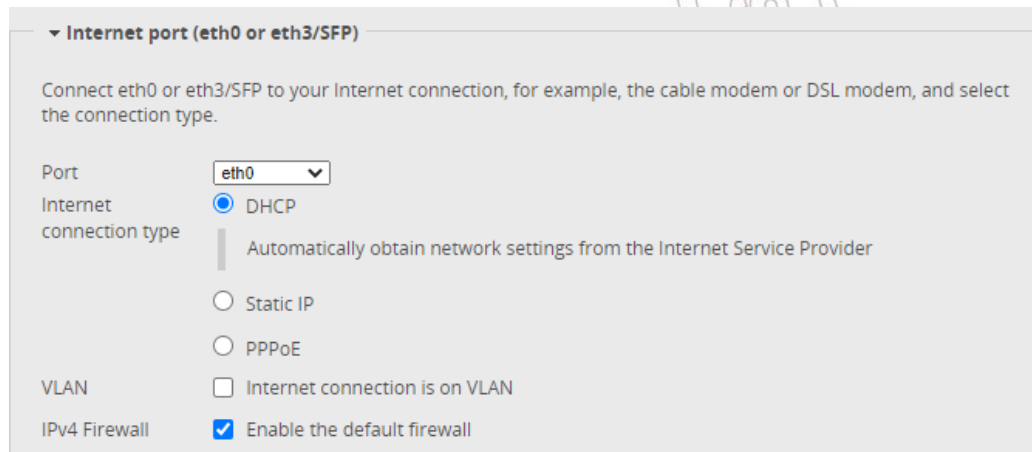 Internet port (eth0 or eth3/SFP)
Connect eth0 or eth3/SFP to your Internet connection, for example, the cable modem or DSL modem, and select
the connection type.
Port eth0
Internet
connection type
DHCP
Automatically obtain network settings from the Internet Service Provider
Static IP
PPPoE
VLAN Internet connection is on VLAN
IPv4 Firewall Enable the default firewall